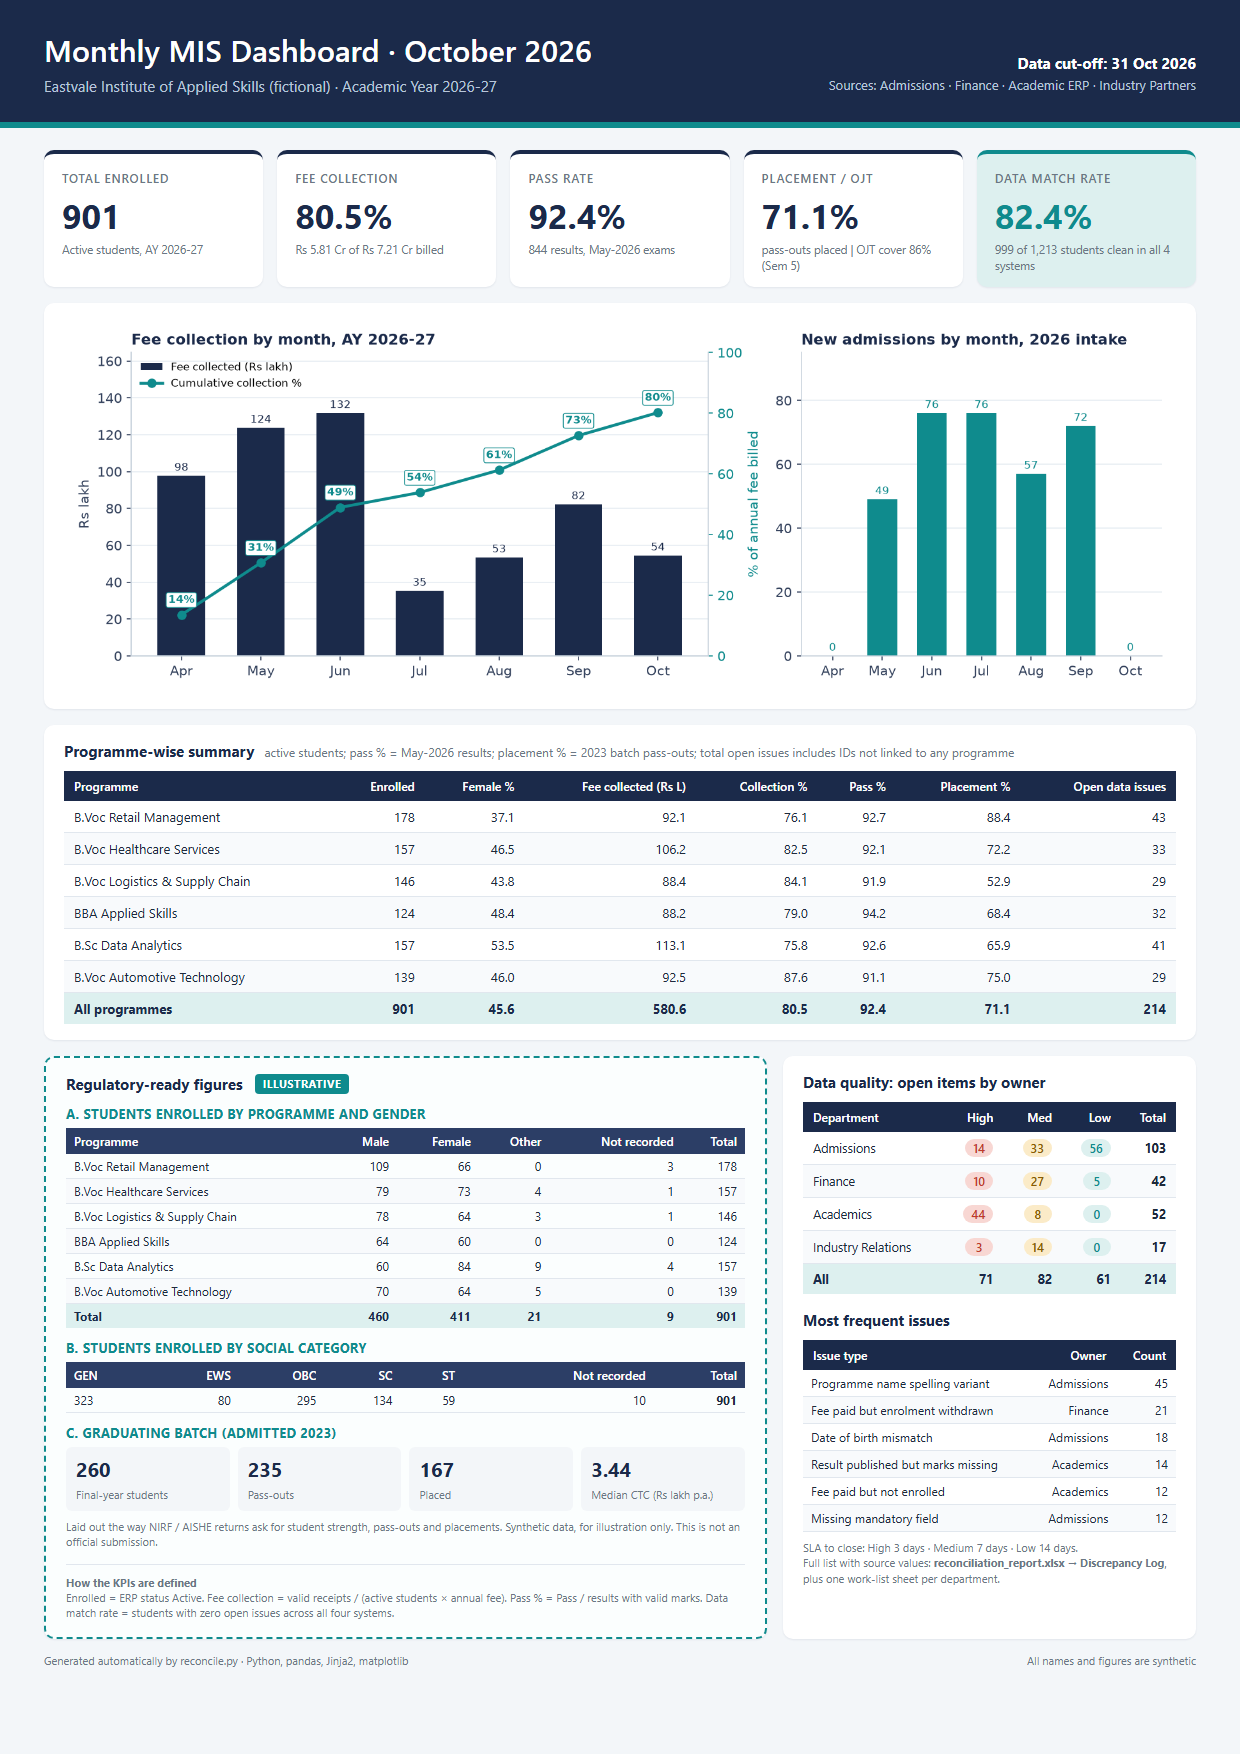 Monthly MIS Dashboard · October 2026
Eastvale Institute of Applied Skills (fictional) · Academic Year 2026-27
Data cut-off: 31 Oct 2026
Sources: Admissions · Finance · Academic ERP · Industry Partners
TOTAL ENROLLED
901
Active students, AY 2026-27
FEE COLLECTION
80.5%
Rs 5.81 Cr of Rs 7.21 Cr billed
PASS RATE
92.4%
844 results, May-2026 exams
PLACEMENT / OJT
71.1%
pass-outs placed | OJT cover 86%
(Sem 5)
DATA MATCH RATE
82.4%
999 of 1,213 students clean in all 4
systems
Fee collection by month, AY 2026-27
Fee collected (Rs lakh)
Cumulative collection %
Rs lakh
160
140
120
100
80
60
40
20
0
98
124
132
35
53
82
54
14%
31%
49%
54%
61%
73%
80%
Apr May Jun Jul Aug Sep Oct
100
80
60
40
20
0
% of annual fee billed
New admissions by month, 2026 intake
80
60
40
20
0
0
49
76
76
57
72
0
Apr May Jun Jul Aug Sep Oct
Programme-wise summary active students; pass % = May-2026 results; placement % = 2023 batch pass-outs; total open issues includes IDs not linked to any programme
Programme Enrolled Female % Fee collected (Rs L) Collection % Pass % Placement % Open data issues
B.Voc Retail Management 178 37.1 92.1 76.1 92.7 88.4 43
B.Voc Healthcare Services 157 46.5 106.2 82.5 92.1 72.2 33
B.Voc Logistics & Supply Chain 146 43.8 88.4 84.1 91.9 52.9 29
BBA Applied Skills 124 48.4 88.2 79.0 94.2 68.4 32
B.Sc Data Analytics 157 53.5 113.1 75.8 92.6 65.9 41
B.Voc Automotive Technology 139 46.0 92.5 87.6 91.1 75.0 29
All programmes 901 45.6 580.6 80.5 92.4 71.1 214
Regulatory-ready figures ILLUSTRATIVE
A. STUDENTS ENROLLED BY PROGRAMME AND GENDER
Programme Male Female Other Not recorded Total
B.Voc Retail Management 109 66 0 3 178
B.Voc Healthcare Services 79 73 4 1 157
B.Voc Logistics & Supply Chain 78 64 3 1 146
BBA Applied Skills 64 60 0 0 124
B.Sc Data Analytics 60 84 9 4 157
B.Voc Automotive Technology 70 64 5 0 139
Total 460 411 21 9 901
B. STUDENTS ENROLLED BY SOCIAL CATEGORY
GEN EWS OBC SC ST Not recorded Total
323 80 295 134 59 10 901
C. GRADUATING BATCH (ADMITTED 2023)
260
Final-year students
235
Pass-outs
167
Placed
3.44
Median CTC (Rs lakh p.a.)
Laid out the way NIRF / AISHE returns ask for student strength, pass-outs and placements. Synthetic data, for illustration only. This is not an
official submission.
How the KPIs are defined
Enrolled = ERP status Active. Fee collection = valid receipts / (active students × annual fee). Pass % = Pass / results with valid marks. Data
match rate = students with zero open issues across all four systems.
Data quality: open items by owner
Department High Med Low Total
Admissions 14 33 56 103
Finance 10 27 5 42
Academics 44 8 0 52
Industry Relations 3 14 0 17
All 71 82 61 214
Most frequent issues
Issue type Owner Count
Programme name spelling variant Admissions 45
Fee paid but enrolment withdrawn Finance 21
Date of birth mismatch Admissions 18
Result published but marks missing Academics 14
Fee paid but not enrolled Academics 12
Missing mandatory field Admissions 12
SLA to close: High 3 days · Medium 7 days · Low 14 days.
Full list with source values: reconciliation_report.xlsx → Discrepancy Log,
plus one work-list sheet per department.
Generated automatically by reconcile.py · Python, pandas, Jinja2, matplotlib
All names and figures are synthetic